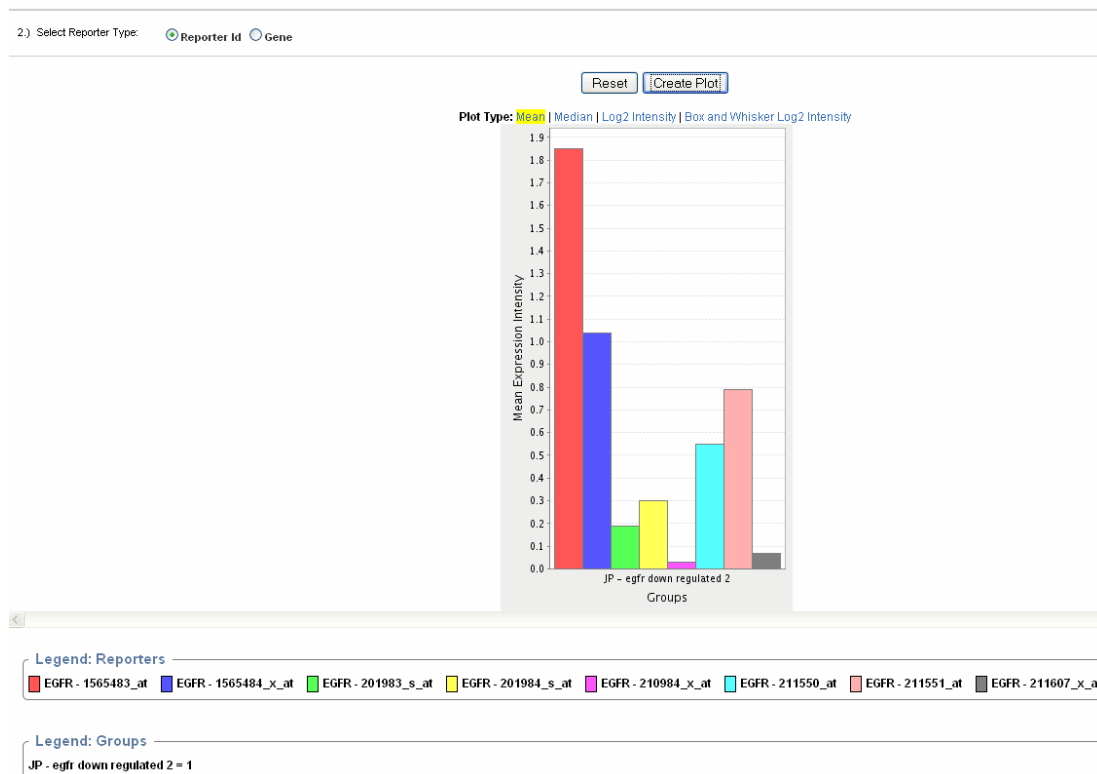 2.) Select Reporter Type: Reporter Id Gene
Reset Create Plot
Plot Type: Mean | Median | Log2 Intensity | Box and Whisker Log2 Intensity
1.9
1.8
1.7
1.6
1.5
1.4
1.3
1.2
1.1
1.0
0.9
0.8
0.7
0.6
0.5
0.4
0.3
0.2
0.1
0.0
Mean Expression Intensity
JP - egfr down regulated 2
Groups
Legend: Reporters
EGFR - 1565483_at EGFR - 1565484_x_at EGFR - 201983_s_at EGFR - 201984_s_at EGFR - 210984_x_at EGFR - 211550_at EGFR - 211551_at EGFR - 211607_x_a
Legend: Groups
JP - egfr down regulated 2 = 1